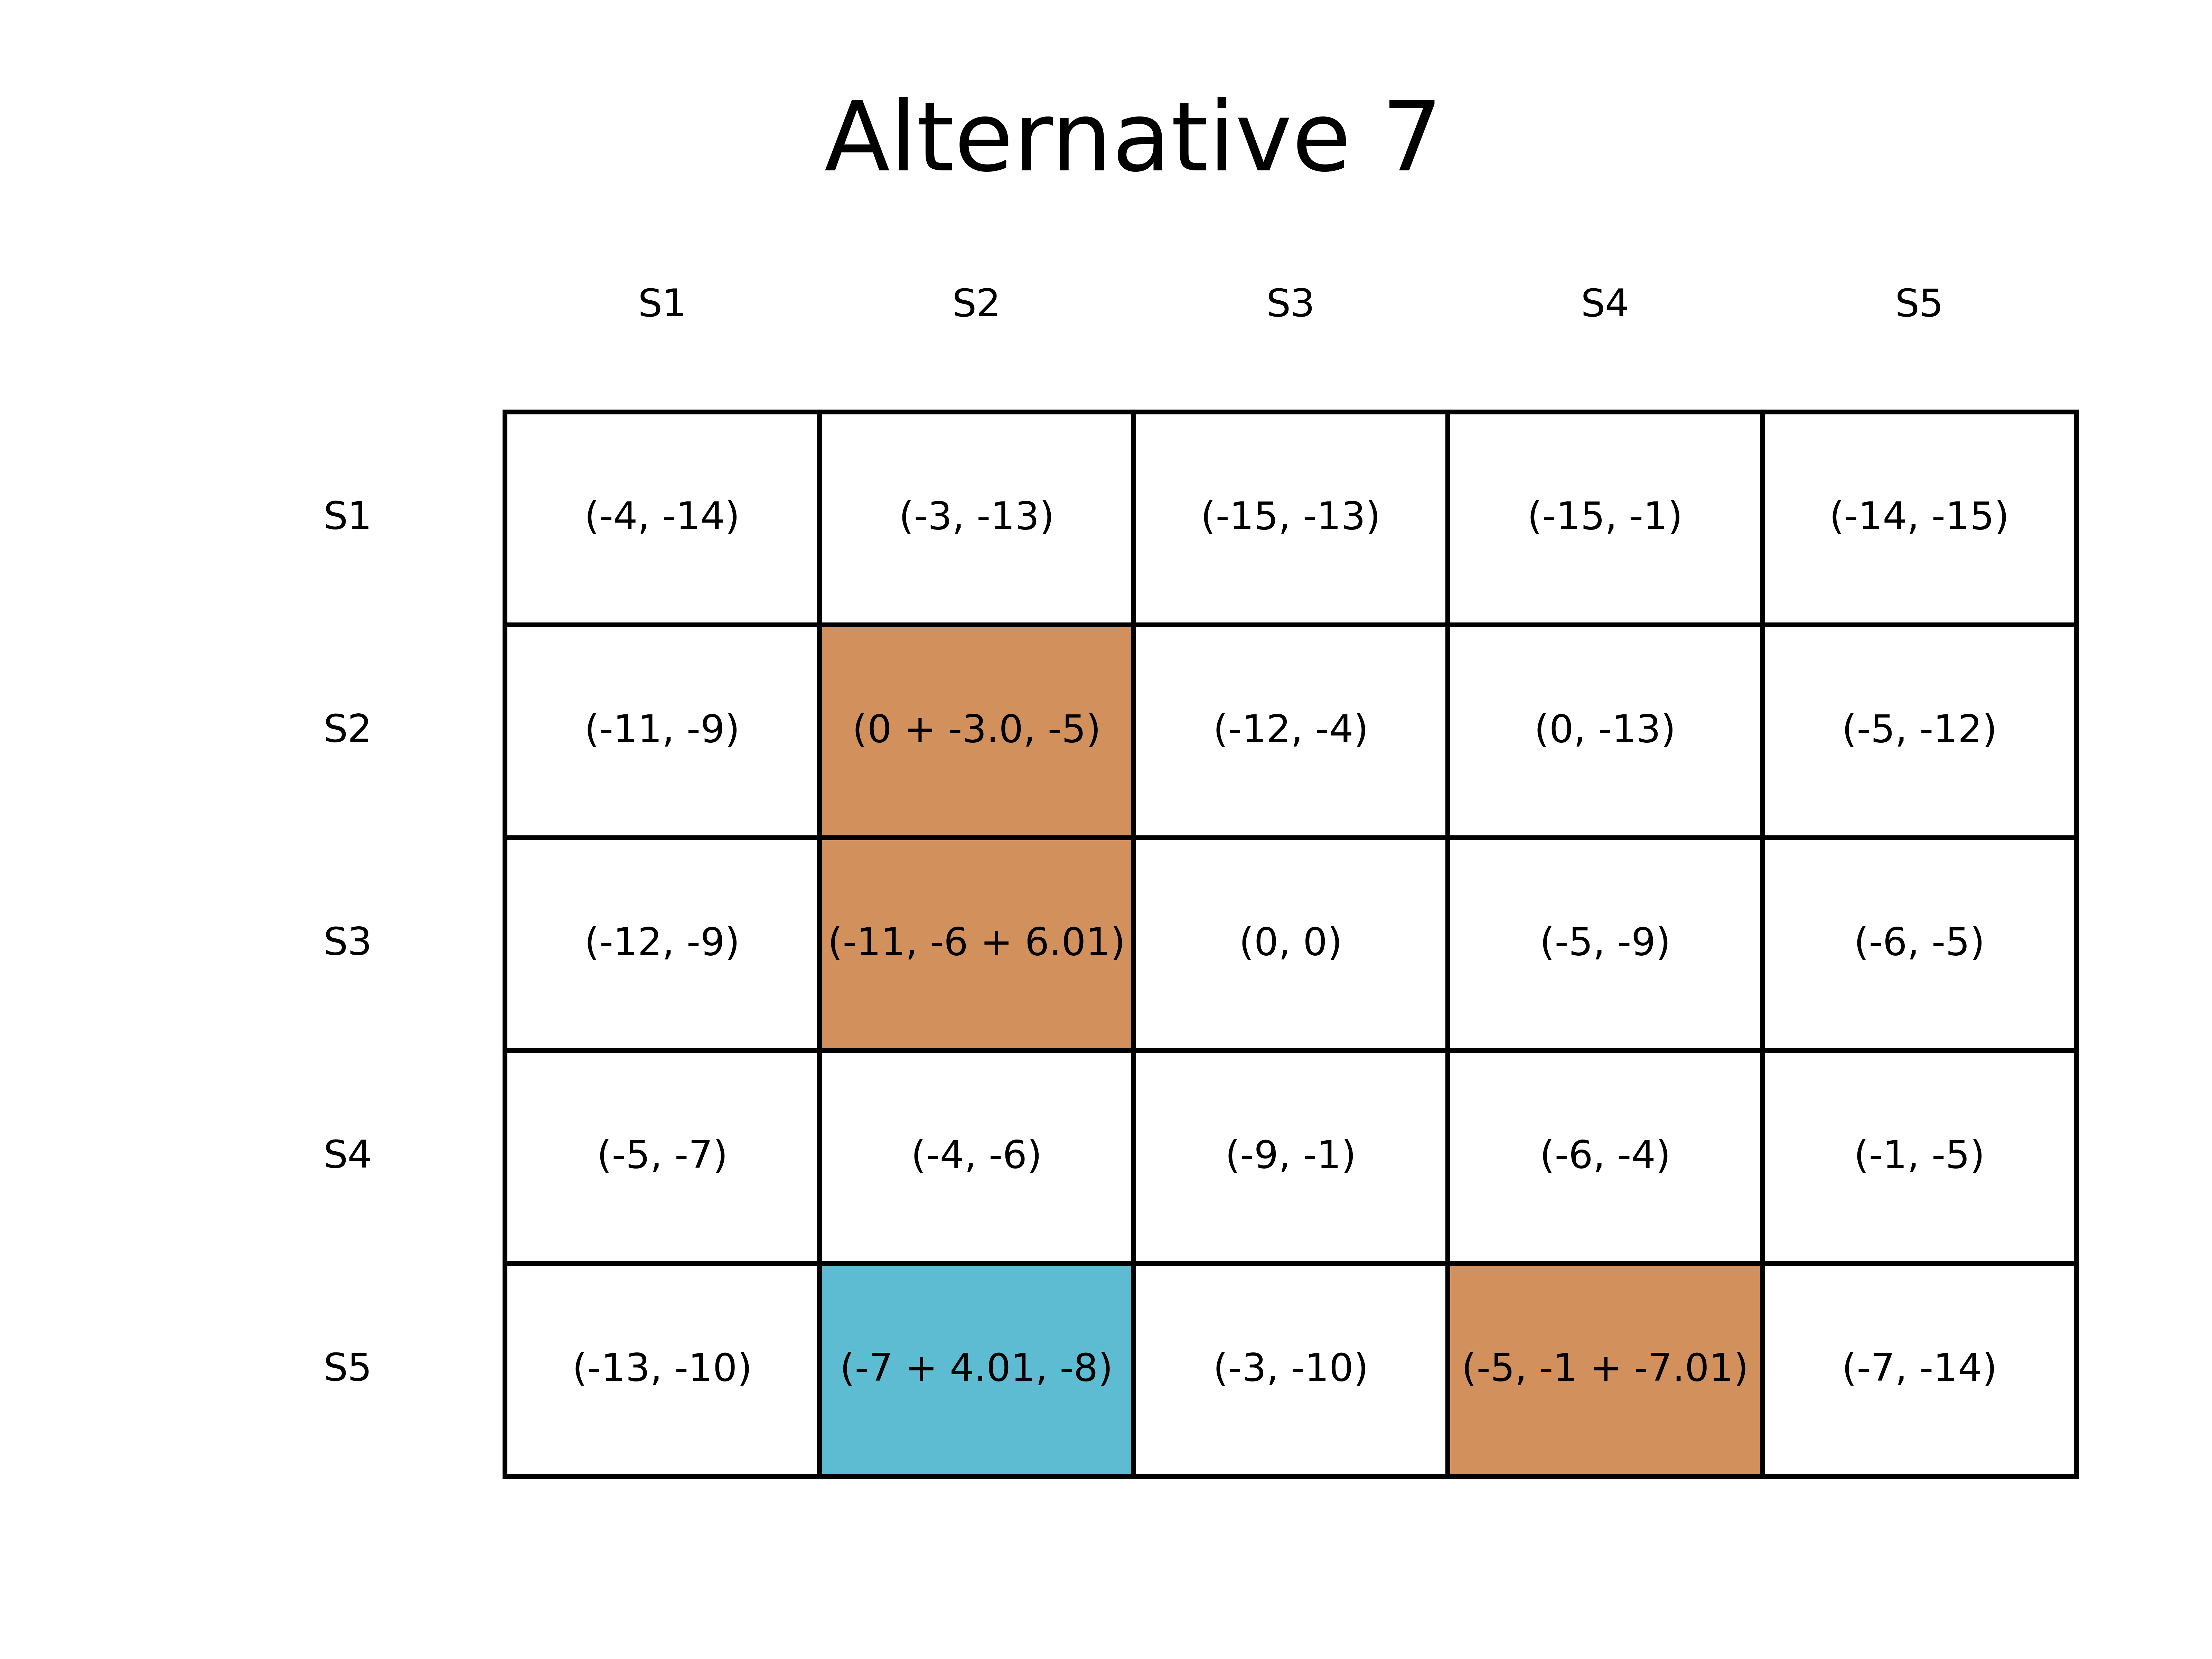 Alternative 7
S1 S2 S3 S4 S5
S1 (-4, -14) (-3, -13) (-15, -13) (-15, -1) (-14, -15)
S2 (-11, -9) (0 + -3.0, -5) (-12, -4) (0, -13) (-5, -12)
S3 (-12, -9) (-11, -6 + 6.01) (0, 0) (-5, -9) (-6, -5)
S4 (-5, -7) (-4, -6) (-9, -1) (-6, -4) (-1, -5)
S5 (-13, -10) (-7 + 4.01, -8) (-3, -10) (-5, -1 + -7.01) (-7, -14)